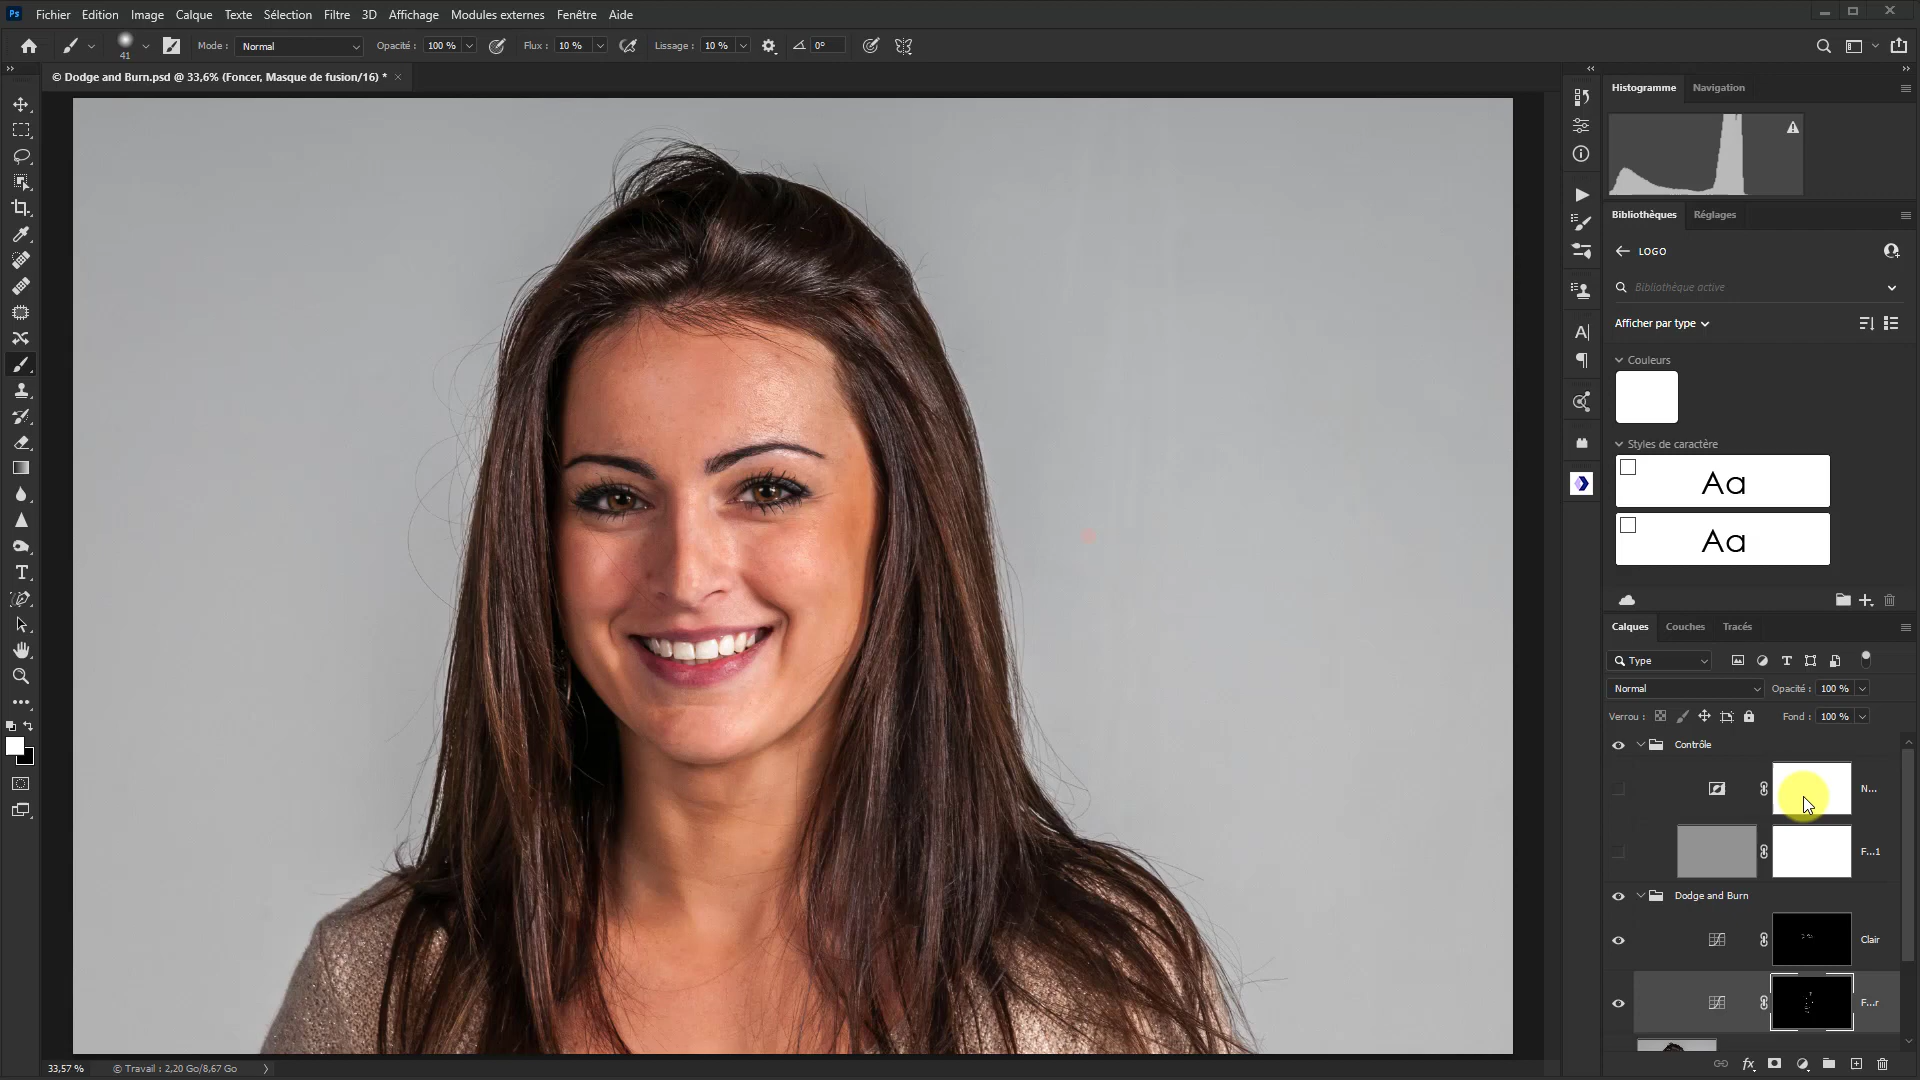 Ps Fichier Edition Image Calque Texte Sélection Filtre 3D Affichage Modules externes Fenêtre Aide
41 Mode : Normal Opacité : 100 % Flux : 10 % Lissage : 10 % 0°
© Dodge and Burn.psd @ 33,6% (Foncer, Masque de fusion/16) * ×
Histogramme Navigation
Bibliothèques Réglages
LOGO
Bibliothèque active
Afficher par type
Couleurs
Styles de caractère
Aa
Aa
Calques Couches Tracés
Type
Normal Opacité : 100 %
Verrou : Fond : 100 %
Contrôle
N...
F...1
Dodge and Burn
Clair
F...r
fx
33,57 % © Travail : 2,20 Go/8,67 Go